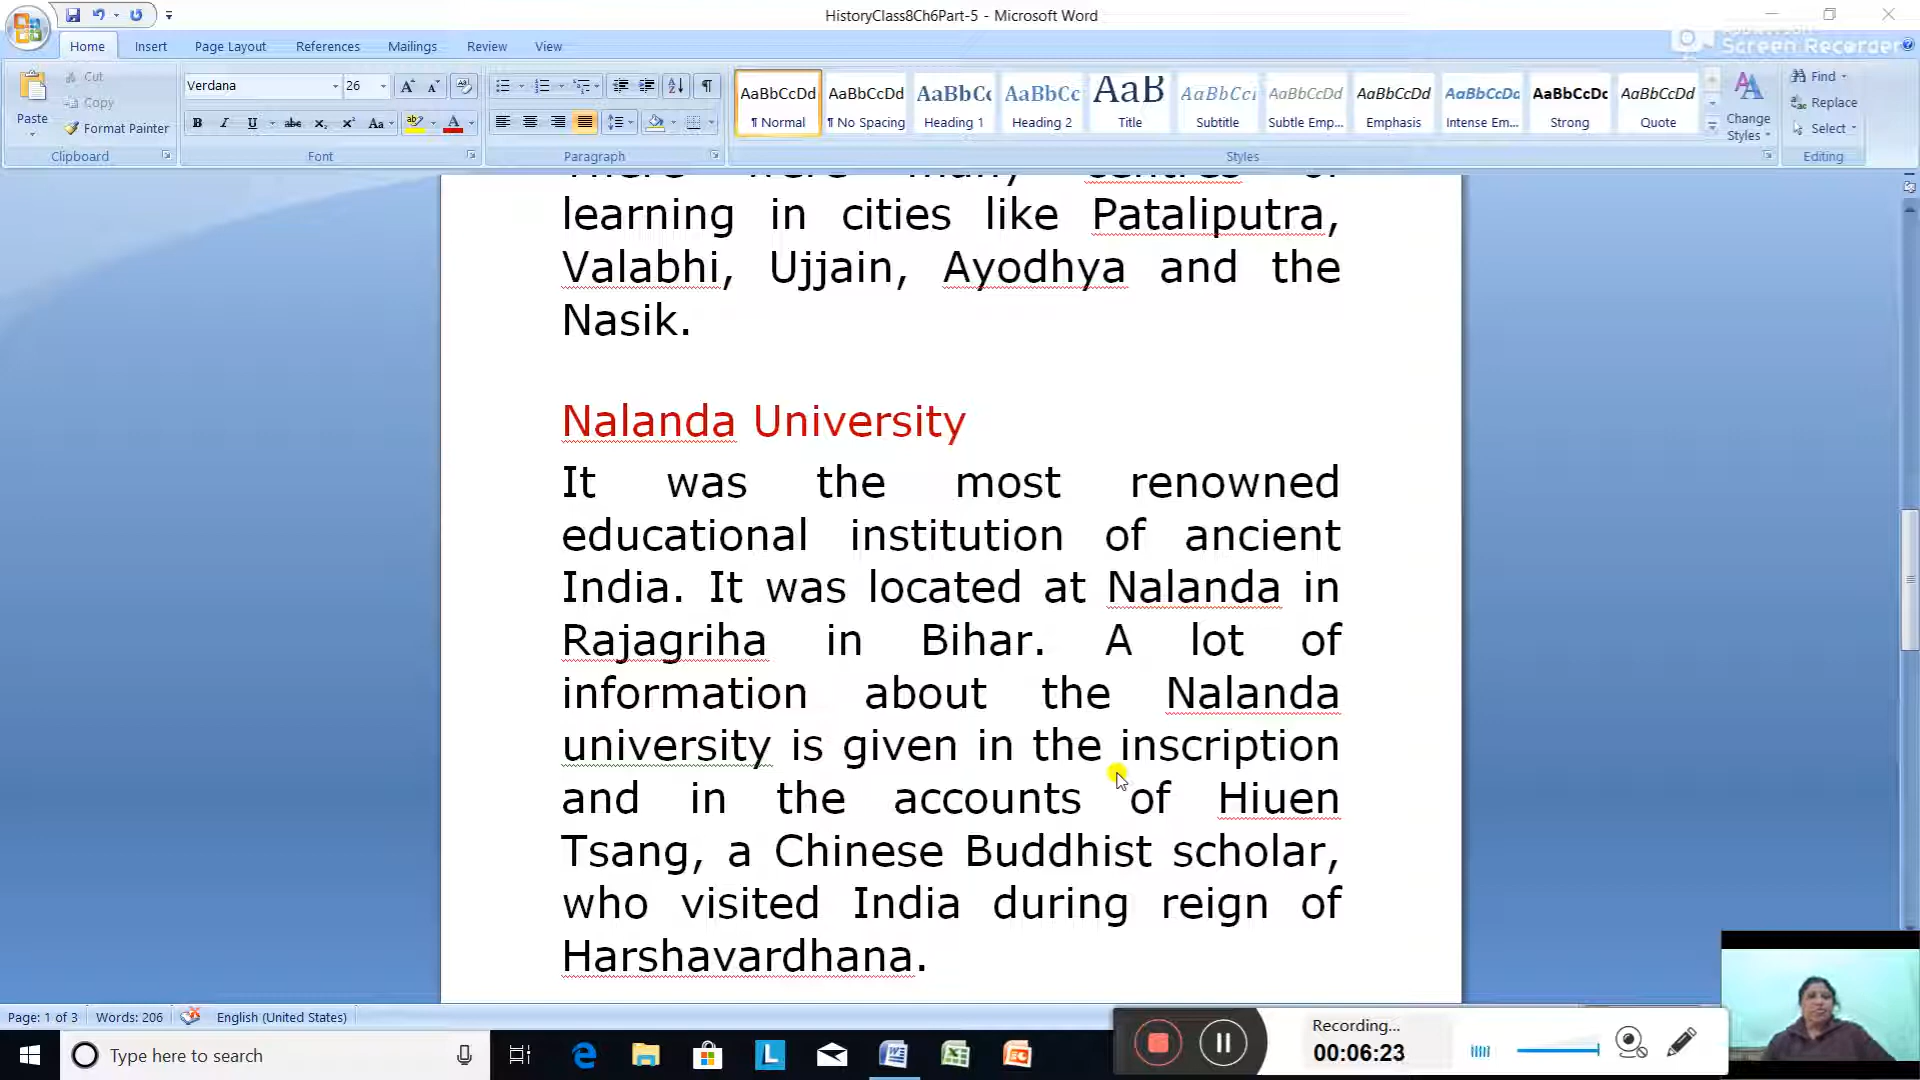 HistoryClass8Ch6Part-5 - Microsoft Word
Home Insert Page Layout References Mailings Review View
Screen Recorder
Paste
Cut
Copy
Format Painter
Clipboard
Verdana 26
Font
Paragraph
AaBbCcDd AaBbCcDd AaBbCc AaBbCc AaB AaBbCcI AaBbCcDd AaBbCcDd AaBbCcDd AaBbCcDc AaBbCcDd
¶ Normal ¶ No Spacing Heading 1 Heading 2 Title Subtitle Subtle Emp... Emphasis Intense Em... Strong Quote
Styles
Change Styles
Find
Replace
Select
Editing
There were many centres of
learning in cities like Pataliputra,
Valabhi, Ujjain, Ayodhya and the
Nasik.
Nalanda University
It was the most renowned
educational institution of ancient
India. It was located at Nalanda in
Rajagriha in Bihar. A lot of
information about the Nalanda
university is given in the inscription
and in the accounts of Hiuen
Tsang, a Chinese Buddhist scholar,
who visited India during reign of
Harshavardhana.
Page: 1 of 3 Words: 206 English (United States)
Recording...
00:06:23
Type here to search